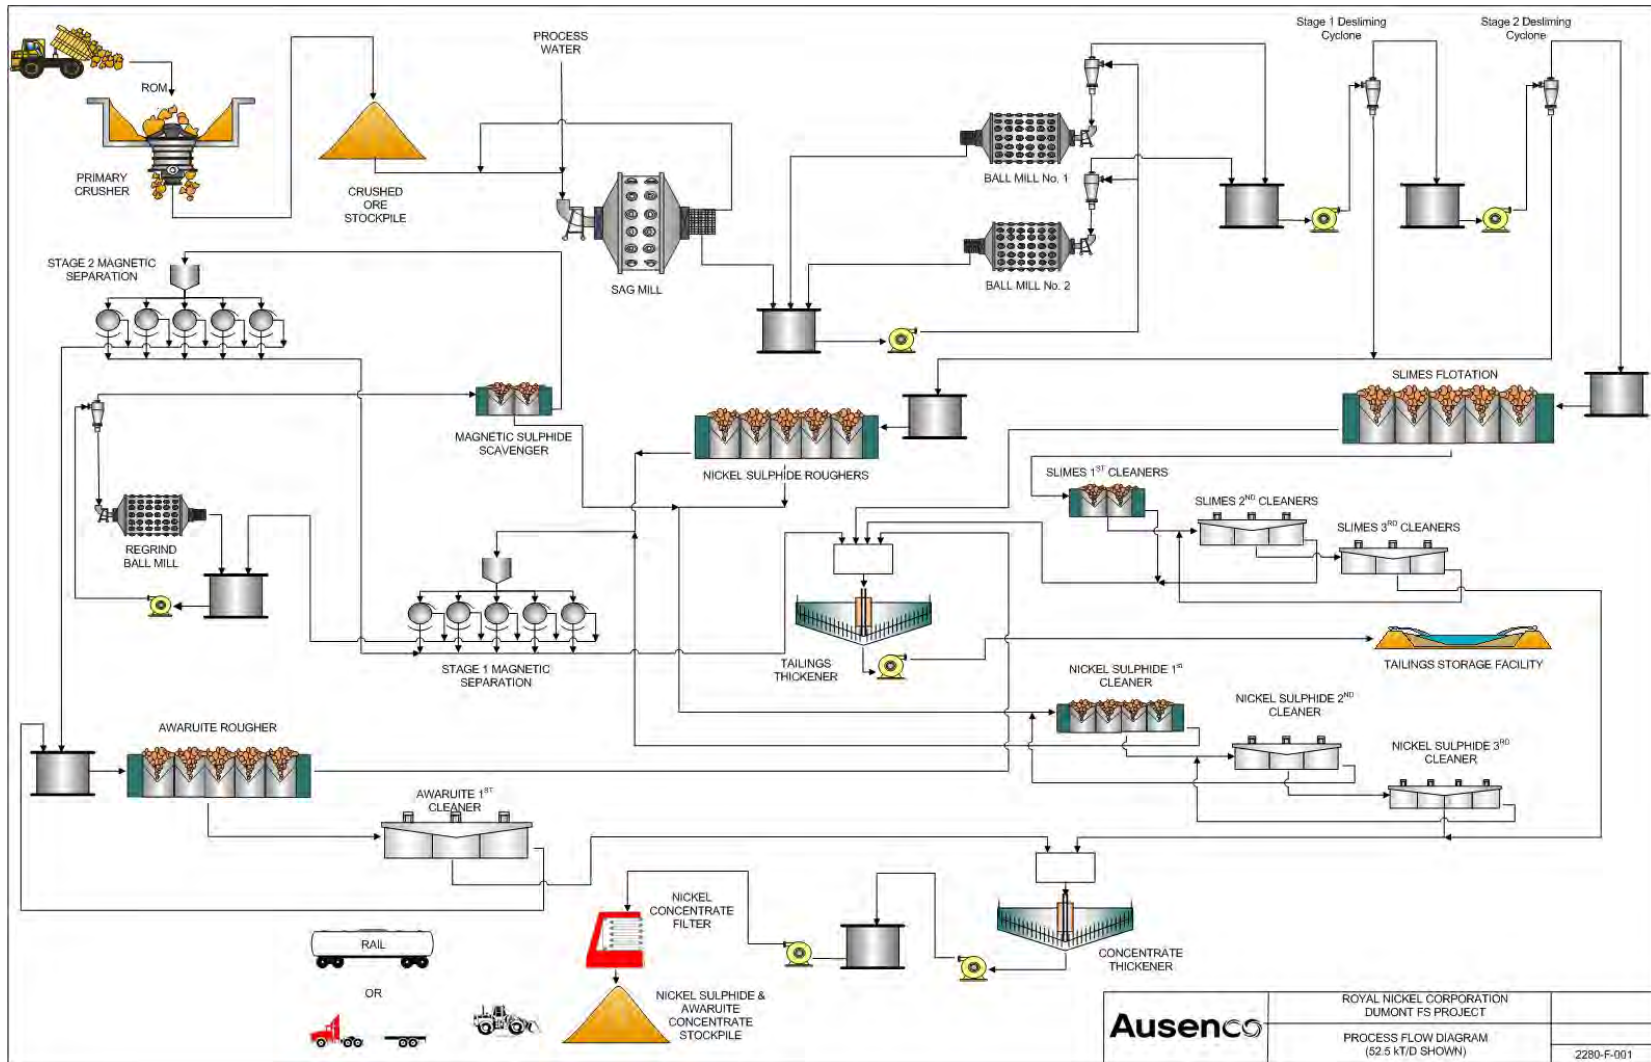 Stage 1 Desliming
Cyclone
Stage 2 Desliming
Cyclone
PROCESS
WATER
ROM
PRIMARY
CRUSHER
CRUSHED
ORE
STOCKPILE
BALL MILL No. 1
BALL MILL No. 2
SAG MILL
STAGE 2 MAGNETIC
SEPARATION
SLIMES FLOTATION
MAGNETIC SULPHIDE
SCAVENGER
NICKEL SULPHIDE ROUGHERS
SLIMES 1ST CLEANERS
SLIMES 2ND CLEANERS
SLIMES 3RD CLEANERS
REGRIND
BALL MILL
STAGE 1 MAGNETIC
SEPARATION
TAILINGS
THICKENER
TAILINGS STORAGE FACILITY
NICKEL SULPHIDE 1st
CLEANER
NICKEL SULPHIDE 2ND
CLEANER
NICKEL SULPHIDE 3RD
CLEANER
AWARUITE ROUGHER
AWARUITE 1ST
CLEANER
NICKEL
CONCENTRATE
FILTER
CONCENTRATE
THICKENER
RAIL
OR
NICKEL SULPHIDE &
AWARUITE
CONCENTRATE
STOCKPILE
Ausenco
ROYAL NICKEL CORPORATION
DUMONT FS PROJECT
PROCESS FLOW DIAGRAM
(52.5 kT/D SHOWN)
2280-F-001